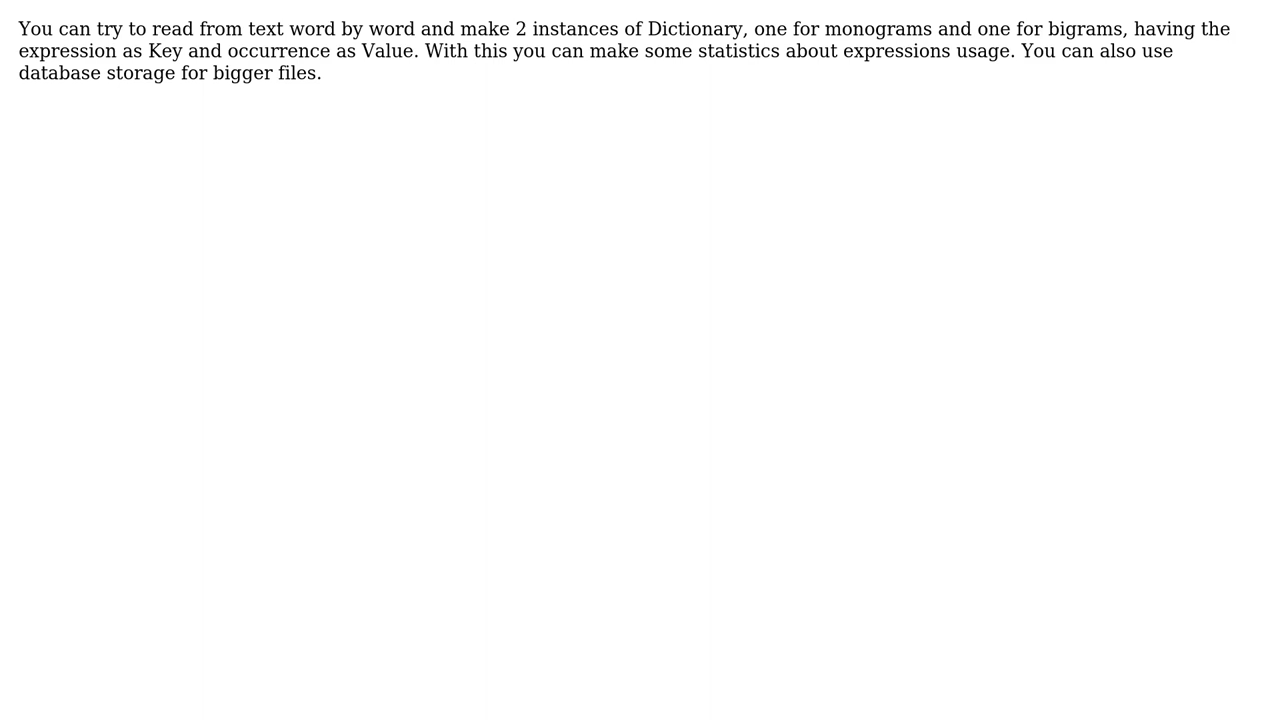 You can try to read from text word by word and make 2 instances of Dictionary, one for monograms and one for bigrams, having the
expression as Key and occurrence as Value. With this you can make some statistics about expressions usage. You can also use
database storage for bigger files.